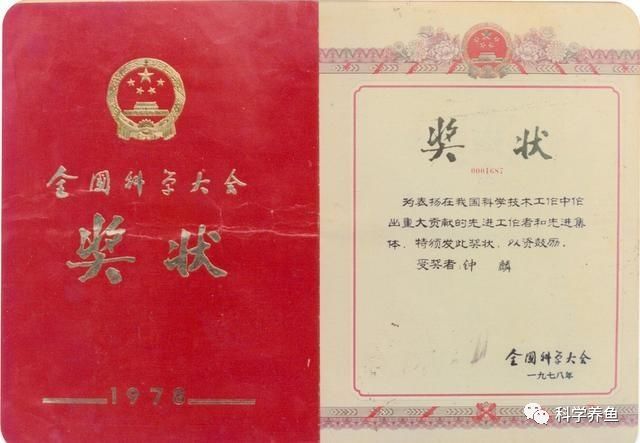 全国科学大会
奖状
1978
奖状
0001687
为表扬在我国科学技术工作中作
出重大贡献的先进工作者和先进集
体，特颁发此奖状，以资鼓励。
受奖者：钟 麟
全国科学大会
一九七八年
科学养鱼